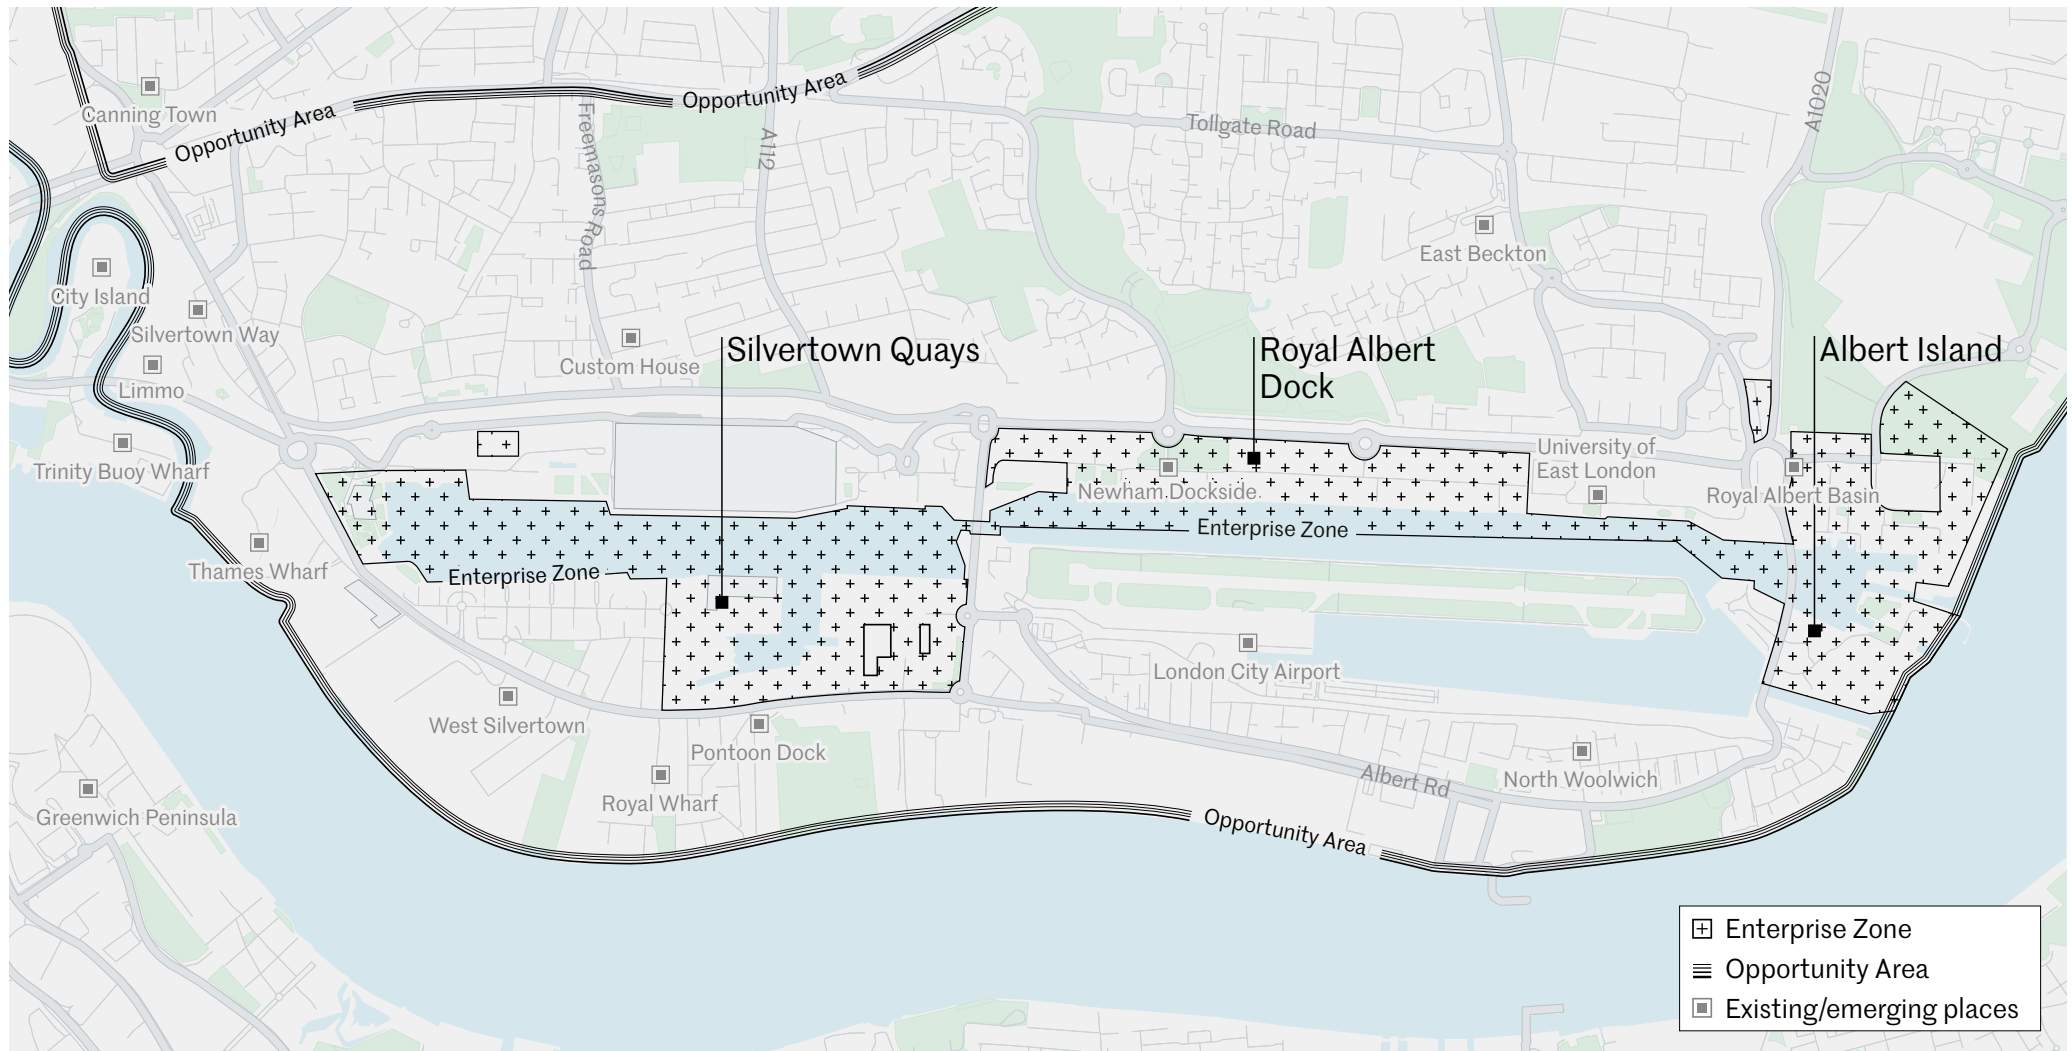 Opportunity Area
Opportunity Area
Canning Town
Freemasons Road
A112
Tollgate Road
A1020
East Beckton
City Island
Silvertown Way
Limmo
Custom House
Silvertown Quays
Royal Albert
Dock
Albert Island
Trinity Buoy Wharf
University of
East London
Newham Dockside
Royal Albert Basin
Enterprise Zone
Thames Wharf
Enterprise Zone
London City Airport
West Silvertown
Pontoon Dock
Albert Rd
North Woolwich
Royal Wharf
Greenwich Peninsula
Opportunity Area
Enterprise Zone
Opportunity Area
Existing/emerging places